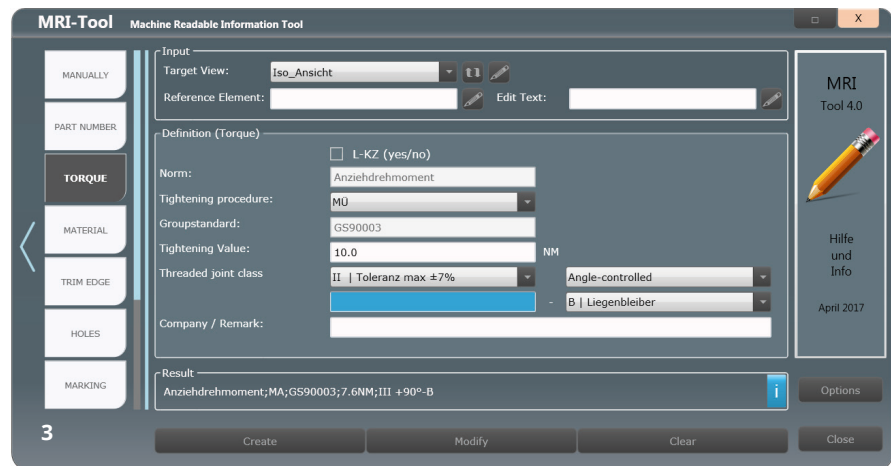 MRI-Tool Machine Readable Information Tool
X
MANUALLY
PART NUMBER
TORQUE
MATERIAL
TRIM EDGE
HOLES
MARKING
3
Input
Target View: Iso_Ansicht
Reference Element: Edit Text:
Definition (Torque)
L-KZ (yes/no)
Norm: Anziehdrehmoment
Tightening procedure: MÜ
Groupstandard: GS90003
Tightening Value: 10.0 NM
Threaded joint class II | Toleranz max ±7% Angle-controlled
- B | Liegenbleiber
Company / Remark:
Result
Anziehdrehmoment;MA;GS90003;7.6NM;III +90°-B
i
Create Modify Clear
MRI
Tool 4.0
Hilfe
und
Info
April 2017
Options
Close